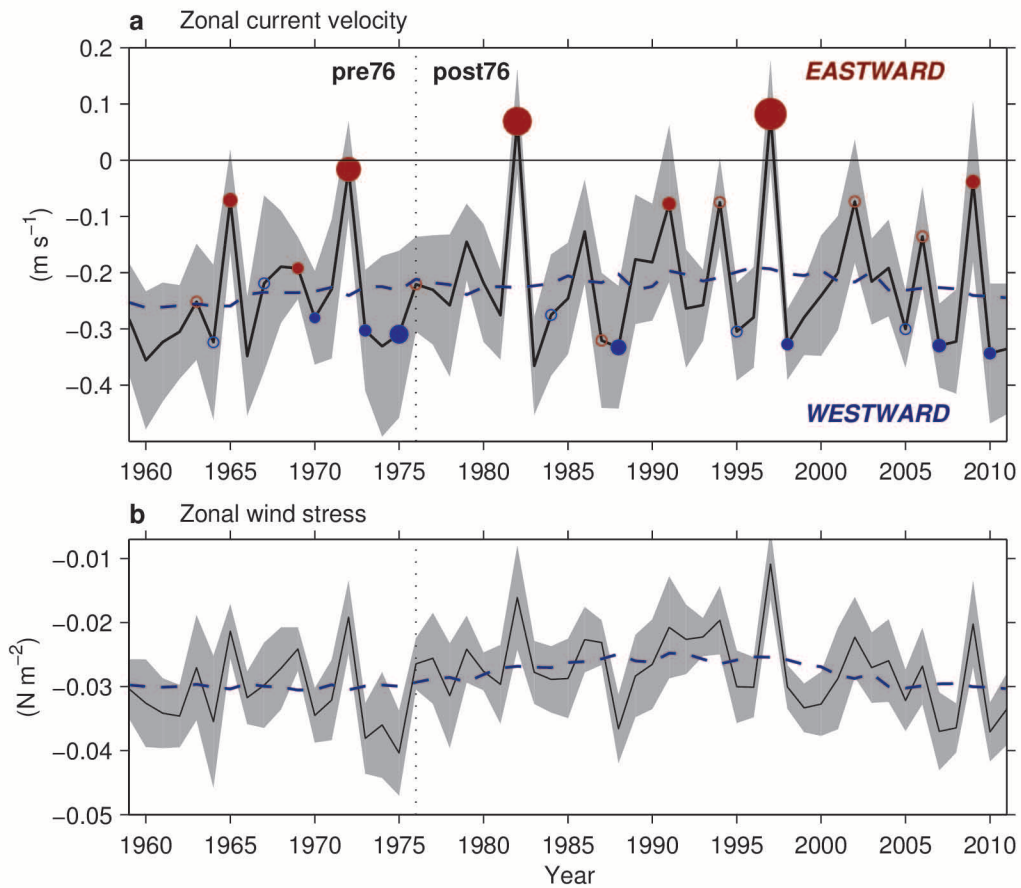 a Zonal current velocity
0.2
pre76 post76 EASTWARD
0.1
0
−0.1
(m s⁻¹)
−0.2
−0.3
−0.4
WESTWARD
1960 1965 1970 1975 1980 1985 1990 1995 2000 2005 2010
b Zonal wind stress
−0.01
−0.02
(N m⁻²)
−0.03
−0.04
−0.05
1960 1965 1970 1975 1980 1985 1990 1995 2000 2005 2010
Year